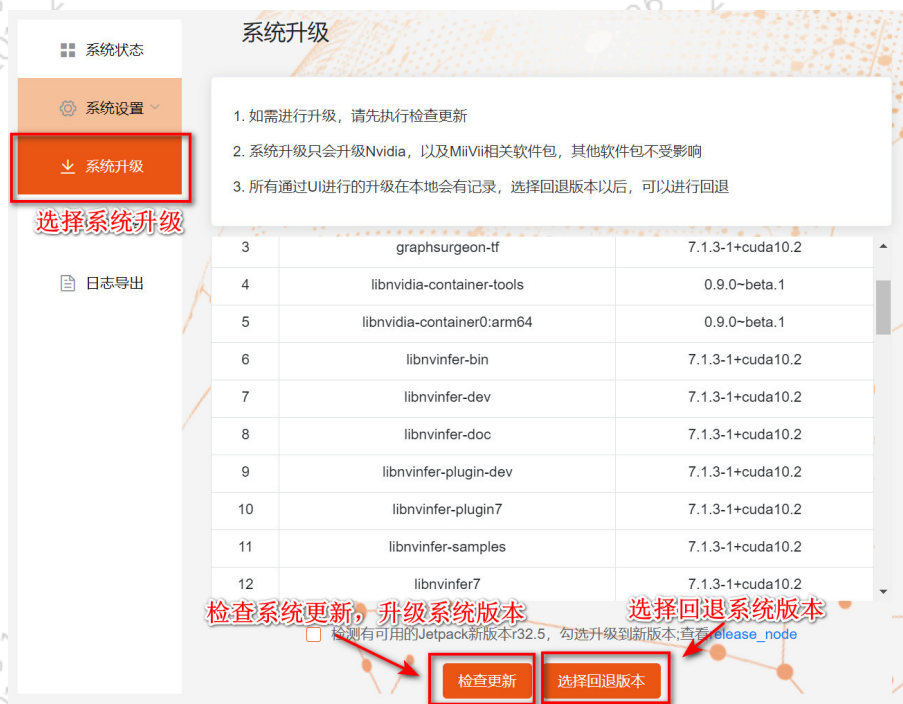 系统升级
系统状态
系统设置
系统升级
选择系统升级
日志导出
1. 如需进行升级，请先执行检查更新
2. 系统升级只会升级Nvidia，以及MiiVii相关软件包，其他软件包不受影响
3. 所有通过UI进行的升级在本地会有记录，选择回退版本以后，可以进行回退
3 graphsurgeon-tf 7.1.3-1+cuda10.2
4 libnvidia-container-tools 0.9.0~beta.1
5 libnvidia-container0:arm64 0.9.0~beta.1
6 libnvinfer-bin 7.1.3-1+cuda10.2
7 libnvinfer-dev 7.1.3-1+cuda10.2
8 libnvinfer-doc 7.1.3-1+cuda10.2
9 libnvinfer-plugin-dev 7.1.3-1+cuda10.2
10 libnvinfer-plugin7 7.1.3-1+cuda10.2
11 libnvinfer-samples 7.1.3-1+cuda10.2
12 libnvinfer7 7.1.3-1+cuda10.2
检查系统更新，升级系统版本
选择回退系统版本
检测有可用的Jetpack新版本r32.5，勾选升级到新版本;查看release_node
检查更新
选择回退版本